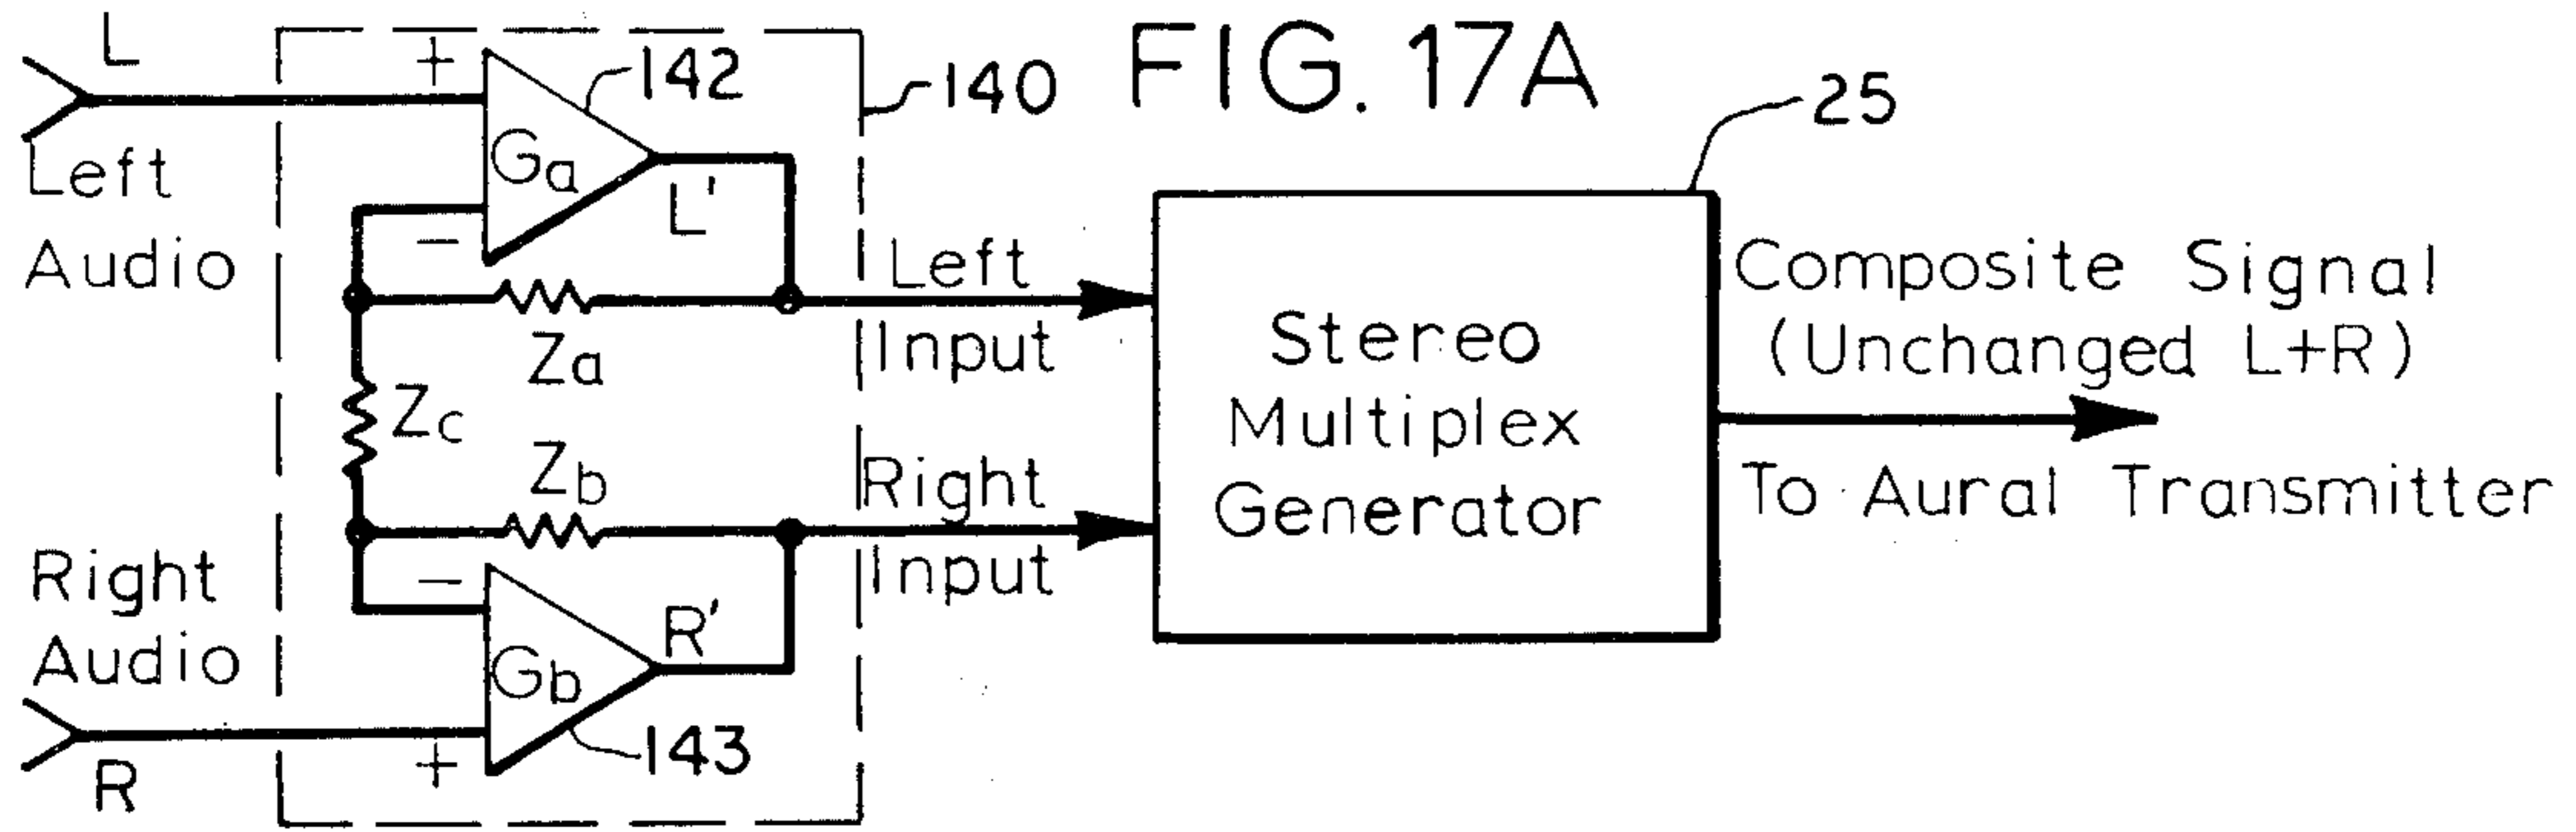 FIG. 17A
L
+
142
140
25
Left
Audio
Ga
L'
−
Left
Input
Za
Zc
Zb
Right
Input
Stereo
Multiplex
Generator
Composite Signal
(Unchanged L+R)
To Aural Transmitter
Right
Audio
−
R'
Gb
143
+
R